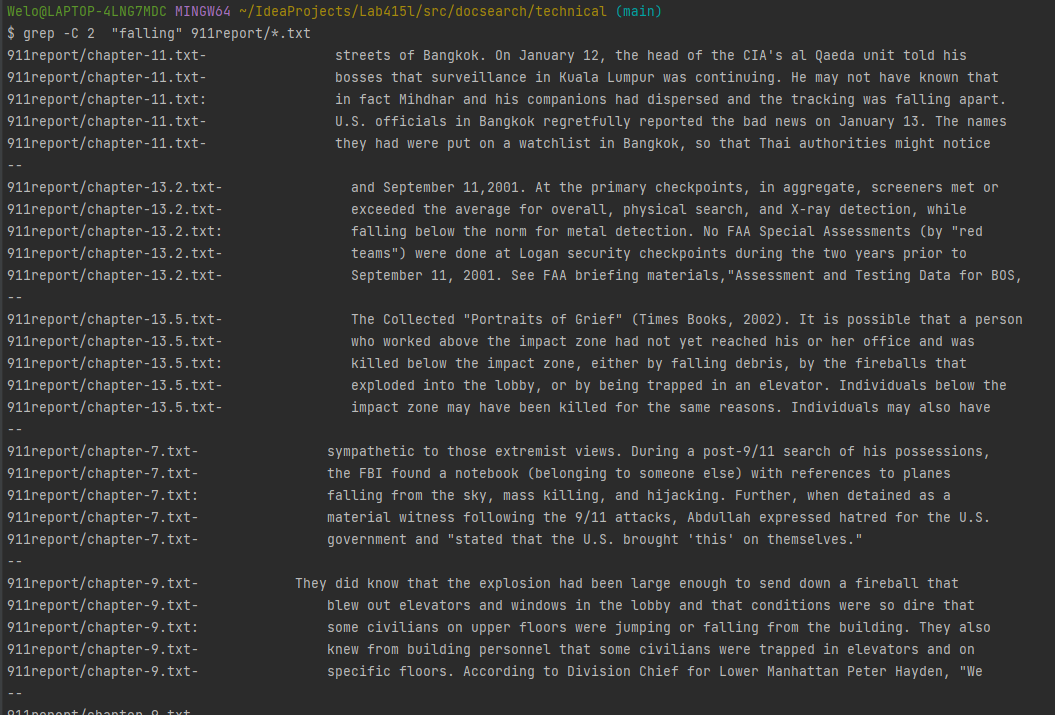 Welo@LAPTOP-4LNG7MDC MINGW64 ~/IdeaProjects/Lab415l/src/docsearch/technical (main)
$ grep -C 2  "falling" 911report/*.txt
911report/chapter-11.txt-                streets of Bangkok. On January 12, the head of the CIA's al Qaeda unit told his
911report/chapter-11.txt-                bosses that surveillance in Kuala Lumpur was continuing. He may not have known that
911report/chapter-11.txt:                in fact Mihdhar and his companions had dispersed and the tracking was falling apart.
911report/chapter-11.txt-                U.S. officials in Bangkok regretfully reported the bad news on January 13. The names
911report/chapter-11.txt-                they had were put on a watchlist in Bangkok, so that Thai authorities might notice
--
911report/chapter-13.2.txt-                and September 11,2001. At the primary checkpoints, in aggregate, screeners met or
911report/chapter-13.2.txt-                exceeded the average for overall, physical search, and X-ray detection, while
911report/chapter-13.2.txt:                falling below the norm for metal detection. No FAA Special Assessments (by "red
911report/chapter-13.2.txt-                teams") were done at Logan security checkpoints during the two years prior to
911report/chapter-13.2.txt-                September 11, 2001. See FAA briefing materials,"Assessment and Testing Data for BOS,
--
911report/chapter-13.5.txt-                The Collected "Portraits of Grief" (Times Books, 2002). It is possible that a person
911report/chapter-13.5.txt-                who worked above the impact zone had not yet reached his or her office and was
911report/chapter-13.5.txt:                killed below the impact zone, either by falling debris, by the fireballs that
911report/chapter-13.5.txt-                exploded into the lobby, or by being trapped in an elevator. Individuals below the
911report/chapter-13.5.txt-                impact zone may have been killed for the same reasons. Individuals may also have
--
911report/chapter-7.txt-                sympathetic to those extremist views. During a post-9/11 search of his possessions,
911report/chapter-7.txt-                the FBI found a notebook (belonging to someone else) with references to planes
911report/chapter-7.txt:                falling from the sky, mass killing, and hijacking. Further, when detained as a
911report/chapter-7.txt-                material witness following the 9/11 attacks, Abdullah expressed hatred for the U.S.
911report/chapter-7.txt-                government and "stated that the U.S. brought 'this' on themselves."
--
911report/chapter-9.txt-            They did know that the explosion had been large enough to send down a fireball that
911report/chapter-9.txt-                blew out elevators and windows in the lobby and that conditions were so dire that
911report/chapter-9.txt:                some civilians on upper floors were jumping or falling from the building. They also
911report/chapter-9.txt-                knew from building personnel that some civilians were trapped in elevators and on
911report/chapter-9.txt-                specific floors. According to Division Chief for Lower Manhattan Peter Hayden, "We
--
911report/chapter-9.txt